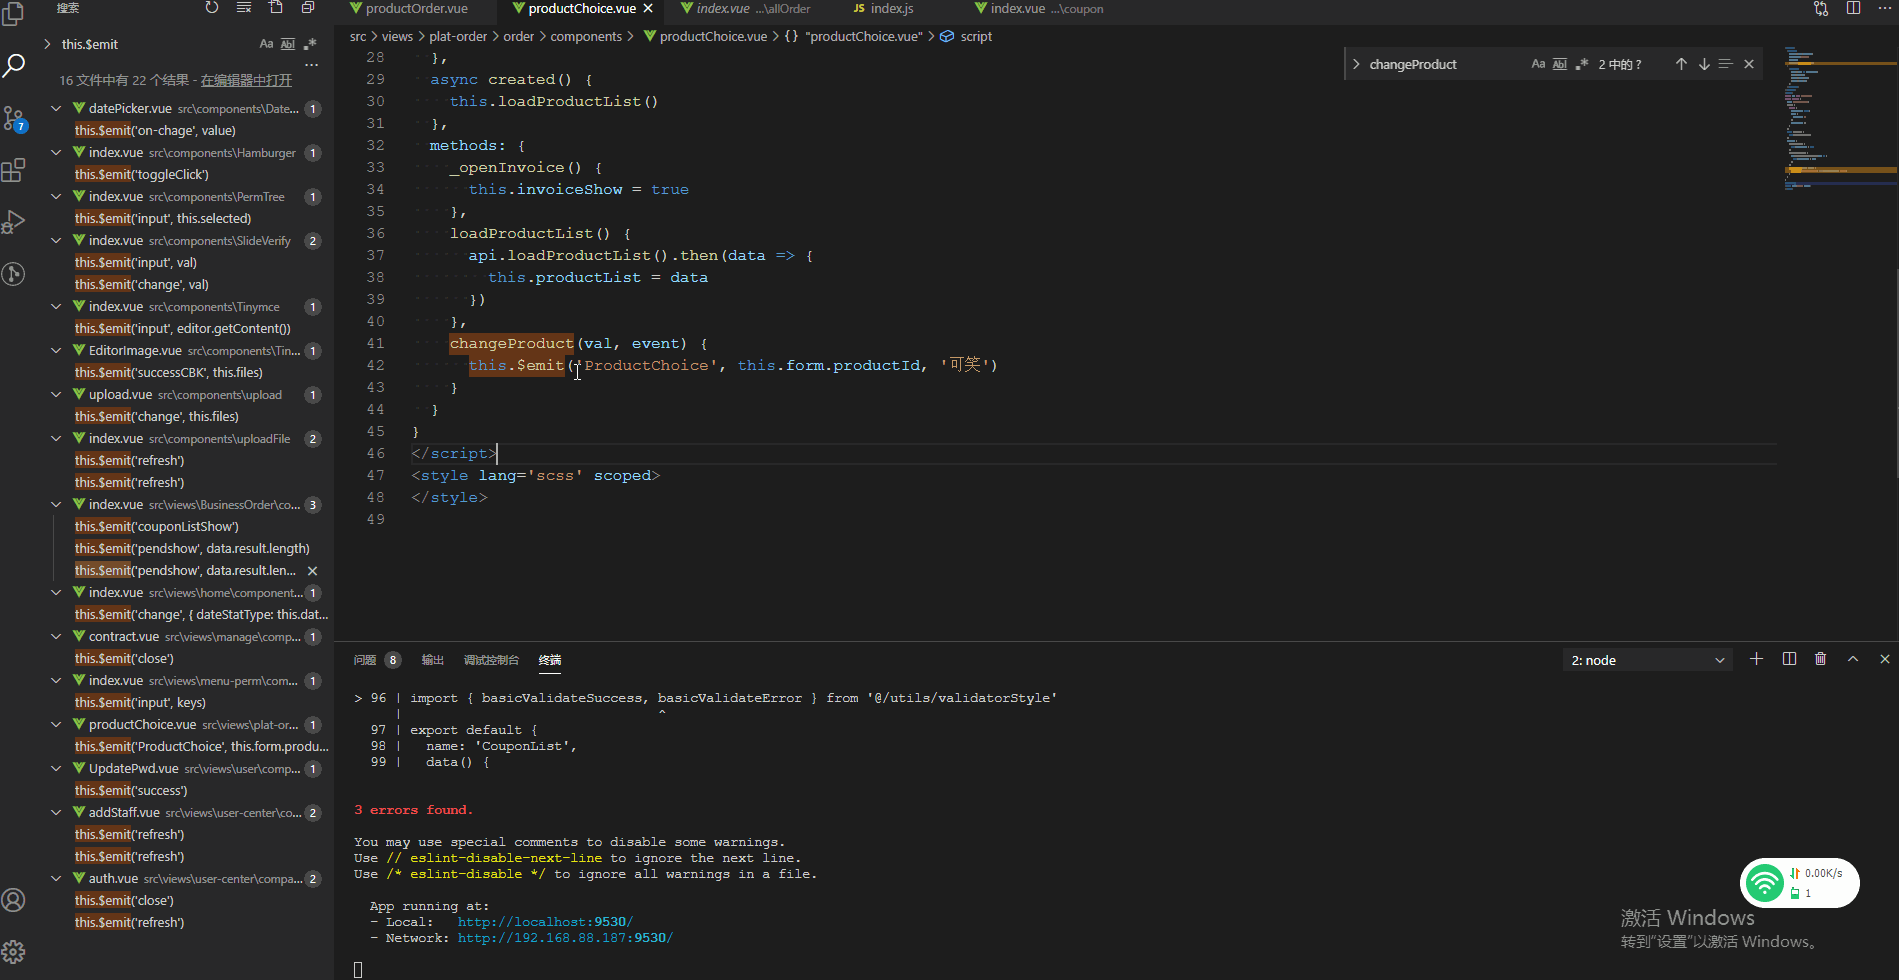 搜索
productOrder.vue
productChoice.vue
index.vue ...\allOrder
JS index.js
index.vue ...\coupon
this.$emit
Aa Abl .*
16 文件中有 22 个结果 - 在编辑器中打开
datePicker.vue src\components\Date... 1
this.$emit('on-chage', value)
index.vue src\components\Hamburger 1
this.$emit('toggleClick')
index.vue src\components\PermTree 1
this.$emit('input', this.selected)
index.vue src\components\SlideVerify 2
this.$emit('input', val)
this.$emit('change', val)
index.vue src\components\Tinymce 1
this.$emit('input', editor.getContent())
EditorImage.vue src\components\Tin... 1
this.$emit('successCBK', this.files)
upload.vue src\components\upload 1
this.$emit('change', this.files)
index.vue src\components\uploadFile 2
this.$emit('refresh')
this.$emit('refresh')
index.vue src\views\BusinessOrder\co... 3
this.$emit('couponListShow')
this.$emit('pendshow', data.result.length)
this.$emit('pendshow', data.result.len...
index.vue src\views\home\component... 1
this.$emit('change', { dateStatType: this.dat...
contract.vue src\views\manage\comp... 1
this.$emit('close')
index.vue src\views\menu-perm\com... 1
this.$emit('input', keys)
productChoice.vue src\views\plat-or... 1
this.$emit('ProductChoice', this.form.produ...
UpdatePwd.vue src\views\user\comp... 1
this.$emit('success')
addStaff.vue src\views\user-center\co... 2
this.$emit('refresh')
this.$emit('refresh')
auth.vue src\views\user-center\compa... 2
this.$emit('close')
this.$emit('refresh')
7
src > views > plat-order > order > components > productChoice.vue > {} "productChoice.vue" > script
changeProduct Aa Abl .* 2 中的 ?
28 },
29 async created() {
30 this.loadProductList()
31 },
32 methods: {
33 _openInvoice() {
34 this.invoiceShow = true
35 },
36 loadProductList() {
37 api.loadProductList().then(data => {
38 this.productList = data
39 })
40 },
41 changeProduct(val, event) {
42 this.$emit('ProductChoice', this.form.productId, '可笑')
43 }
44 }
45 }
46 </script>
47 <style lang='scss' scoped>
48 </style>
49
问题 8 输出 调试控制台 终端
2: node
> 96 | import { basicValidateSuccess, basicValidateError } from '@/utils/validatorStyle'
| ^
97 | export default {
98 | name: 'CouponList',
99 | data() {
3 errors found.
You may use special comments to disable some warnings.
Use // eslint-disable-next-line to ignore the next line.
Use /* eslint-disable */ to ignore all warnings in a file.
App running at:
- Local: http://localhost:9530/
- Network: http://192.168.88.187:9530/
0.00K/s
1
激活 Windows
转到“设置”以激活 Windows。